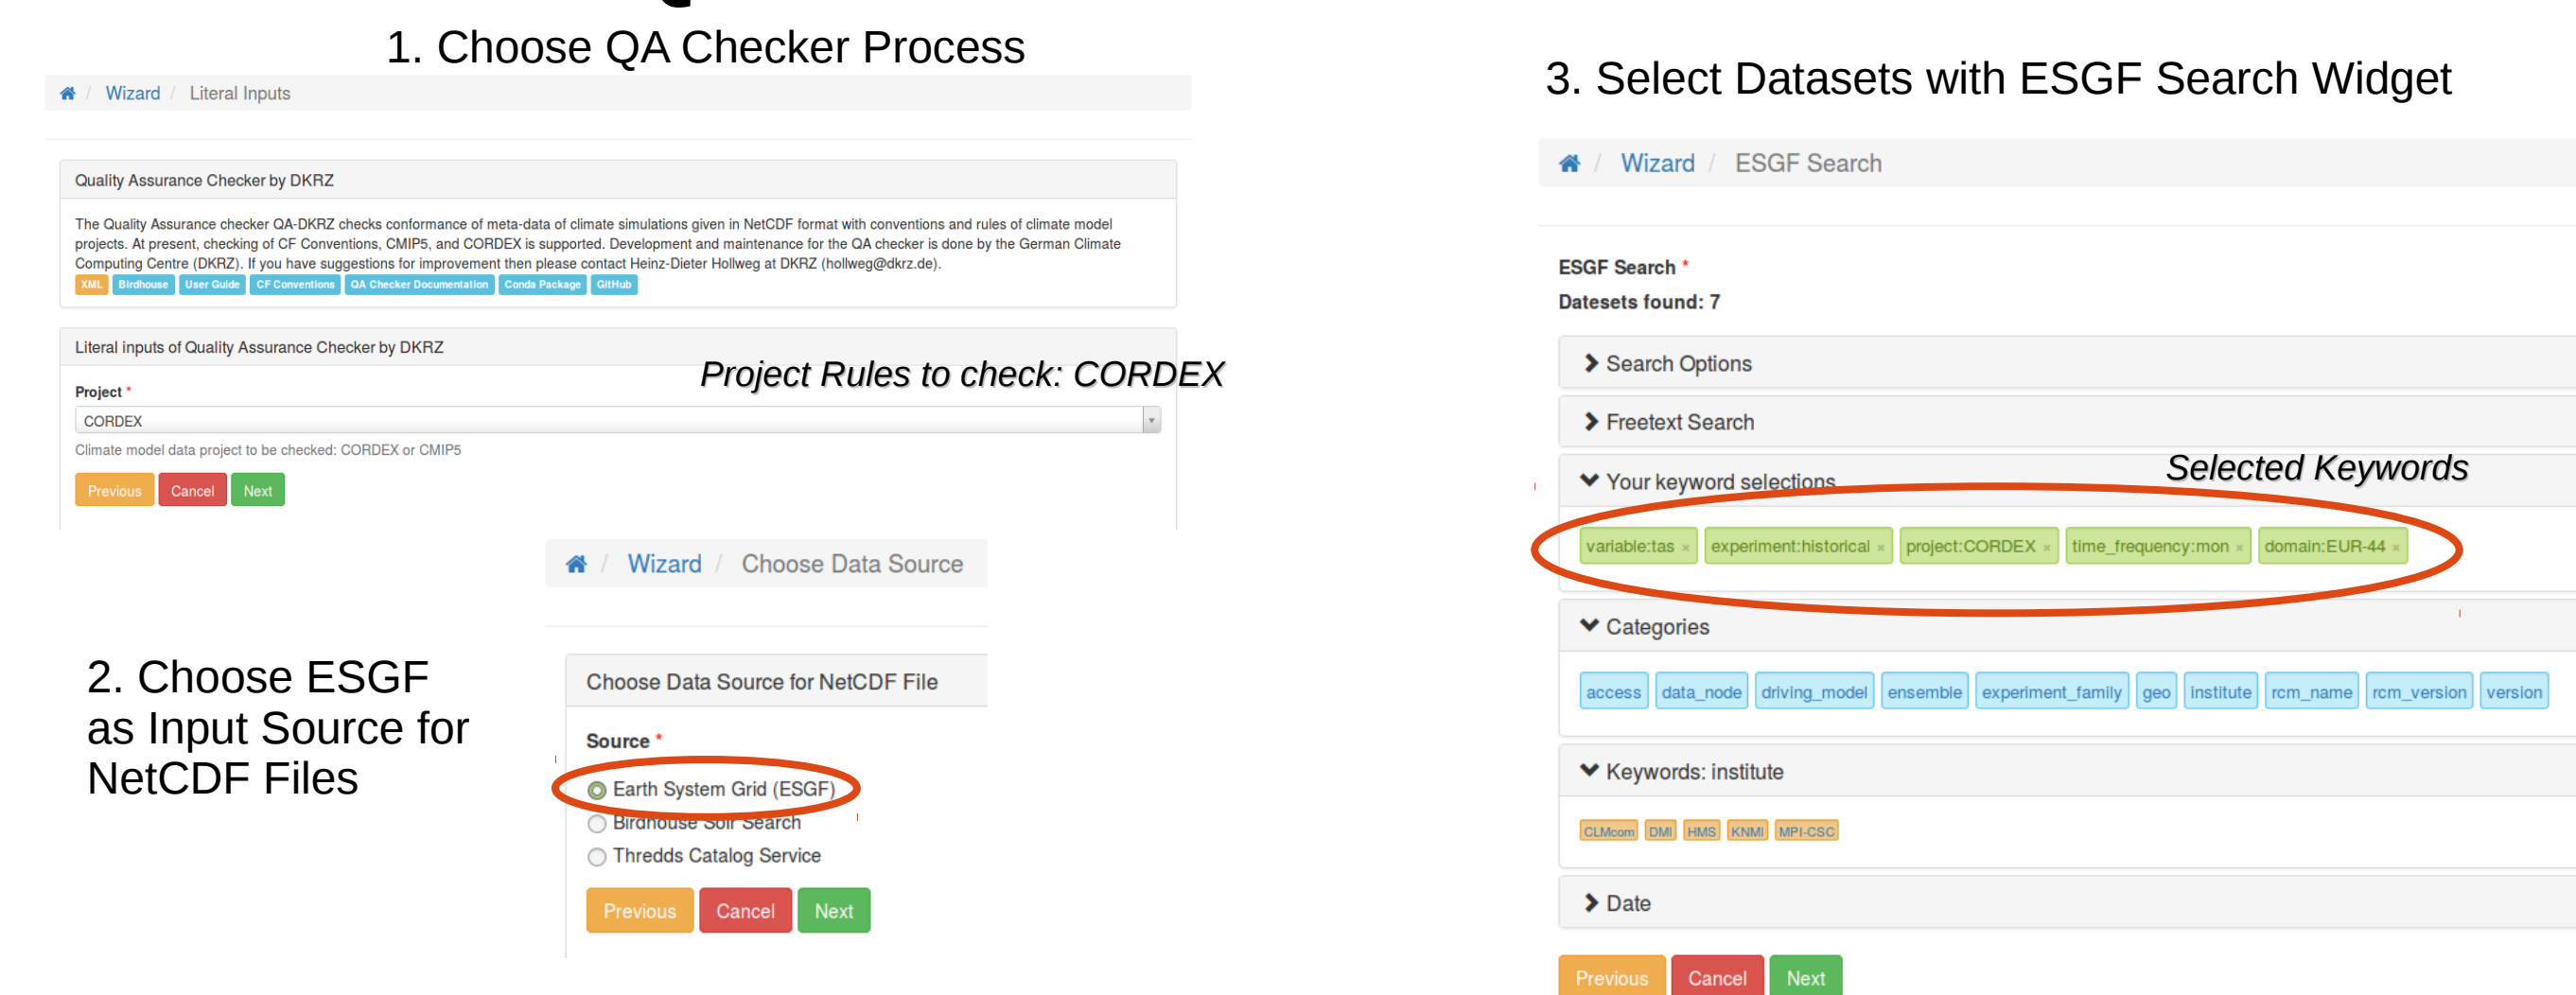 1. Choose QA Checker Process
/ Wizard / Literal Inputs
Quality Assurance Checker by DKRZ
The Quality Assurance checker QA-DKRZ checks conformance of meta-data of climate simulations given in NetCDF format with conventions and rules of climate model
projects. At present, checking of CF Conventions, CMIP5, and CORDEX is supported. Development and maintenance for the QA checker is done by the German Climate
Computing Centre (DKRZ). If you have suggestions for improvement then please contact Heinz-Dieter Hollweg at DKRZ (hollweg@dkrz.de).
XML Birdhouse User Guide CF Conventions QA Checker Documentation Conda Package GitHub
Literal inputs of Quality Assurance Checker by DKRZ
Project Rules to check: CORDEX
Project *
CORDEX
Climate model data project to be checked: CORDEX or CMIP5
Previous Cancel Next
2. Choose ESGF
as Input Source for
NetCDF Files
/ Wizard / Choose Data Source
Choose Data Source for NetCDF File
Source *
Earth System Grid (ESGF)
Birdhouse Solr Search
Thredds Catalog Service
Previous Cancel Next
3. Select Datasets with ESGF Search Widget
/ Wizard / ESGF Search
ESGF Search *
Datesets found: 7
Search Options
Freetext Search
Your keyword selections
Selected Keywords
variable:tas × experiment:historical × project:CORDEX × time_frequency:mon × domain:EUR-44 ×
Categories
access data_node driving_model ensemble experiment_family geo institute rcm_name rcm_version version
Keywords: institute
CLMcom DMI HMS KNMI MPI-CSC
Date
Previous Cancel Next